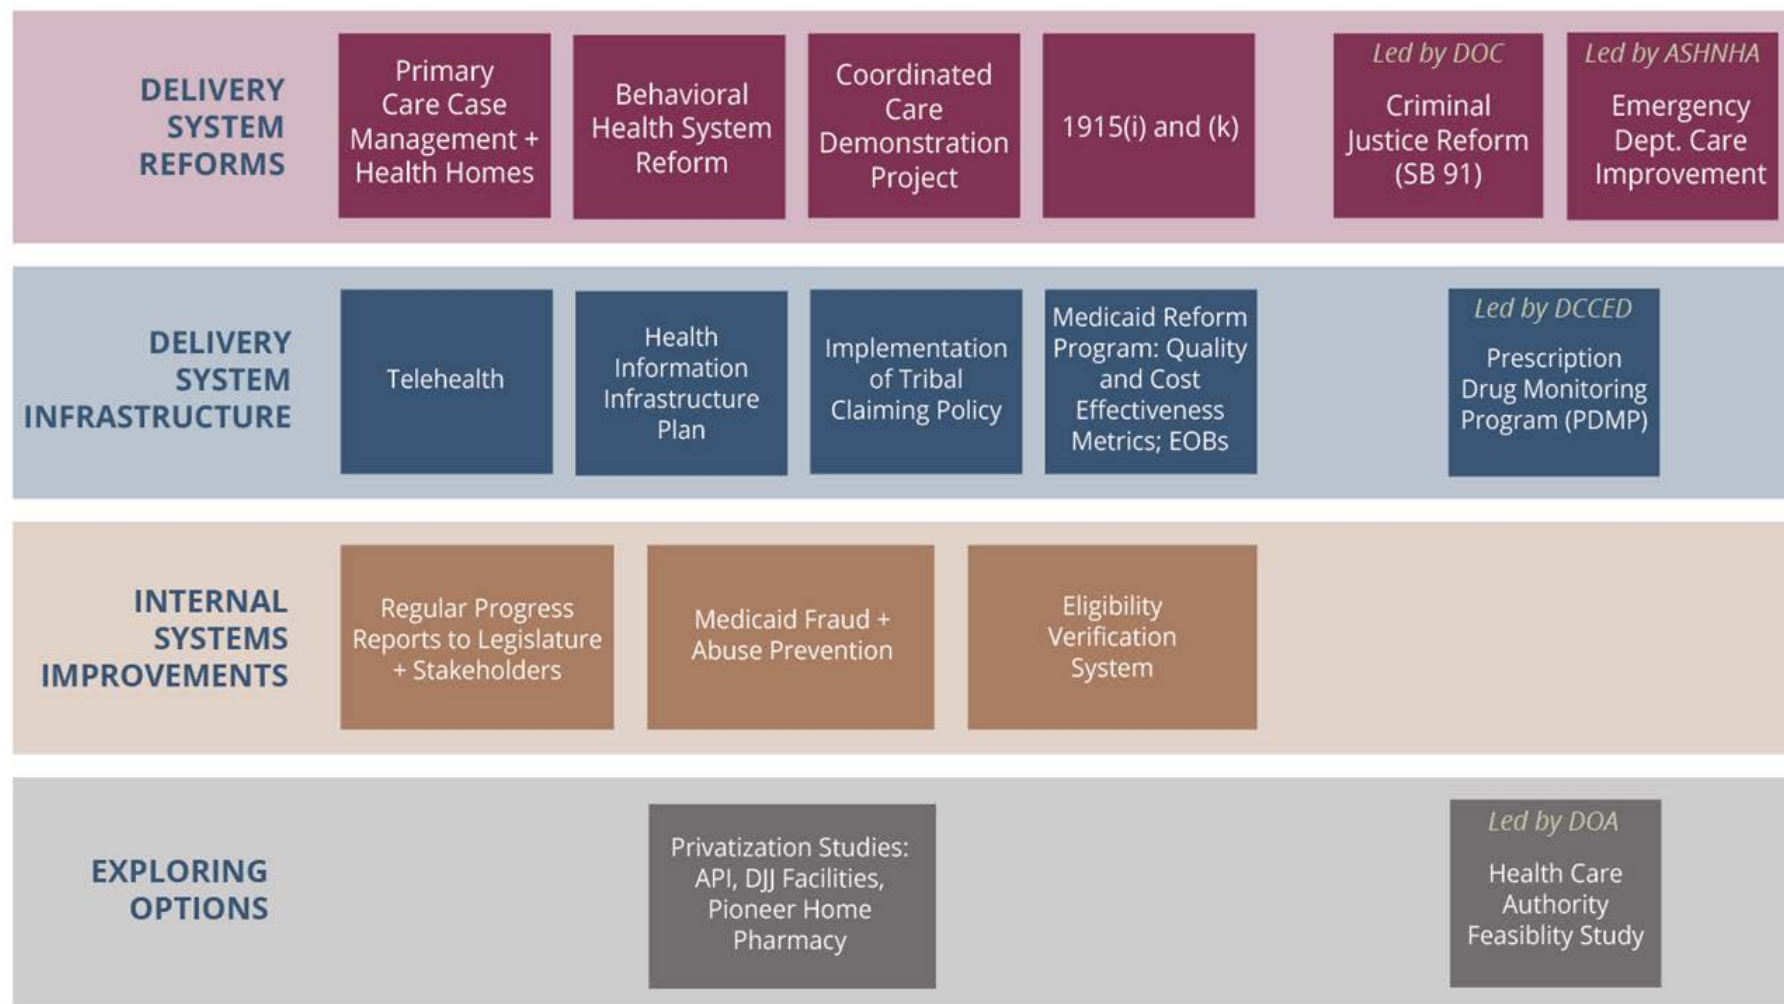 DELIVERY
SYSTEM
REFORMS
Primary
Care Case
Management +
Health Homes
Behavioral
Health System
Reform
Coordinated
Care
Demonstration
Project
1915(i) and (k)
Led by DOC
Criminal
Justice Reform
(SB 91)
Led by ASHNHA
Emergency
Dept. Care
Improvement
DELIVERY
SYSTEM
INFRASTRUCTURE
Telehealth
Health
Information
Infrastructure
Plan
Implementation
of Tribal
Claiming Policy
Medicaid Reform
Program: Quality
and Cost
Effectiveness
Metrics; EOBs
Led by DCCED
Prescription
Drug Monitoring
Program (PDMP)
INTERNAL
SYSTEMS
IMPROVEMENTS
Regular Progress
Reports to Legislature
+ Stakeholders
Medicaid Fraud +
Abuse Prevention
Eligibility
Verification
System
EXPLORING
OPTIONS
Privatization Studies:
API, DJJ Facilities,
Pioneer Home
Pharmacy
Led by DOA
Health Care
Authority
Feasiblity Study